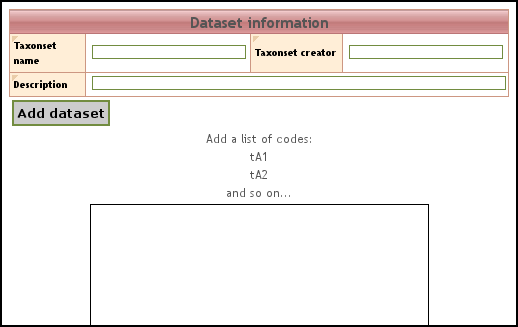 Dataset information
Taxonset name
Taxonset creator
Description
Add dataset
Add a list of codes:
tA1
tA2
and so on...